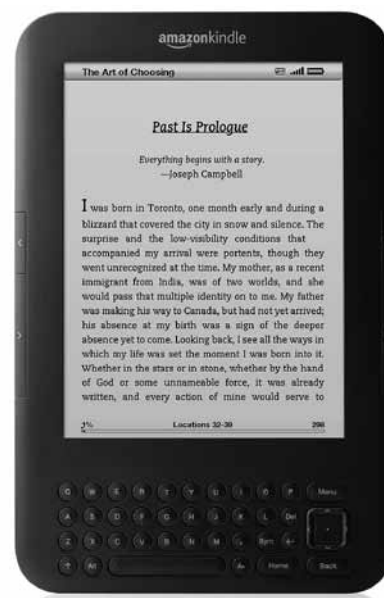 amazonkindle
The Art of Choosing
Past Is Prologue
Everything begins with a story.
—Joseph Campbell
I was born in Toronto, one month early and during a
blizzard that covered the city in snow and silence. The
surprise and the low-visibility conditions that
accompanied my arrival were portents, though they
went unrecognized at the time. My mother, as a recent
immigrant from India, was of two worlds, and she
would pass that multiple identity on to me. My father
was making his way to Canada, but had not yet arrived;
his absence at my birth was a sign of the deeper
absence yet to come. Looking back, I see all the ways in
which my life was set the moment I was born into it.
Whether in the stars or in stone, whether by the hand
of God or some unnameable force, it was already
written, and every action of mine would serve to
1% Locations 32-39 298
Q W E R T Y U I O P Menu
A S D F G H J K L Del
Z X C V B N M . Sym
Alt Aa Home Back